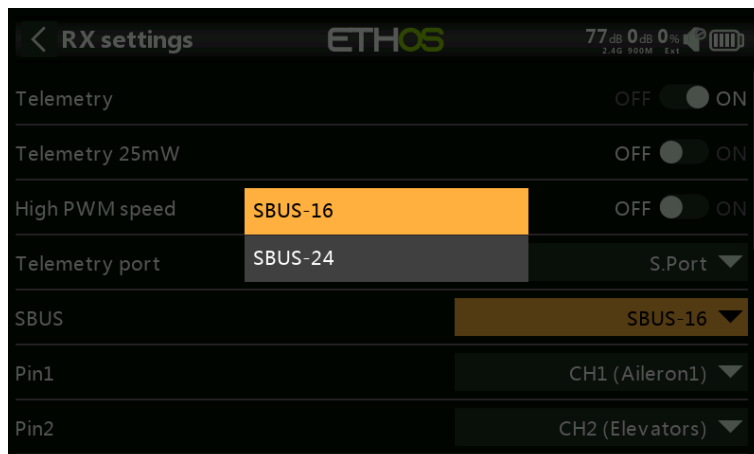 RX settings ETHOS 77dB 0dB 0%
2.4G 900M Ext
Telemetry OFF ON
Telemetry 25mW OFF ON
High PWM speed OFF ON
SBUS-16
SBUS-24
Telemetry port S.Port
SBUS SBUS-16
Pin1 CH1 (Aileron1)
Pin2 CH2 (Elevators)